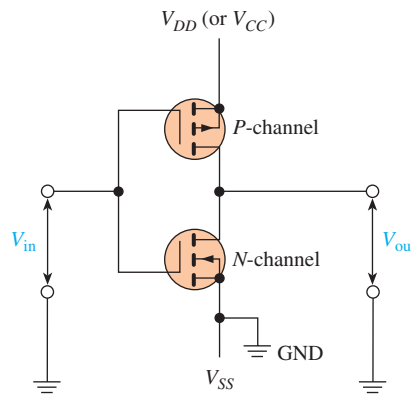 V_DD (or V_CC)
P-channel
V_in
V_ou
N-channel
GND
V_SS